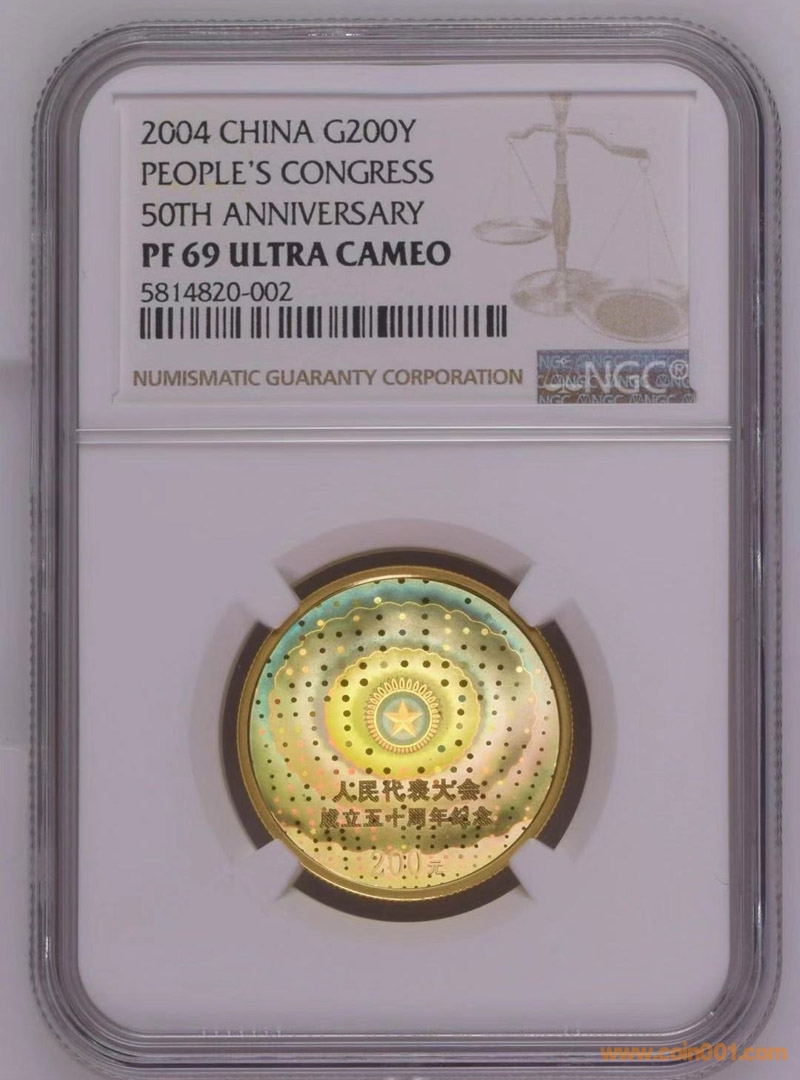 2004 CHINA G200Y
PEOPLE'S CONGRESS
50TH ANNIVERSARY
PF 69 ULTRA CAMEO
5814820-002
NUMISMATIC GUARANTY CORPORATION
NGC®
人民代表大会
成立五十周年纪念
200元
www.coin001.com